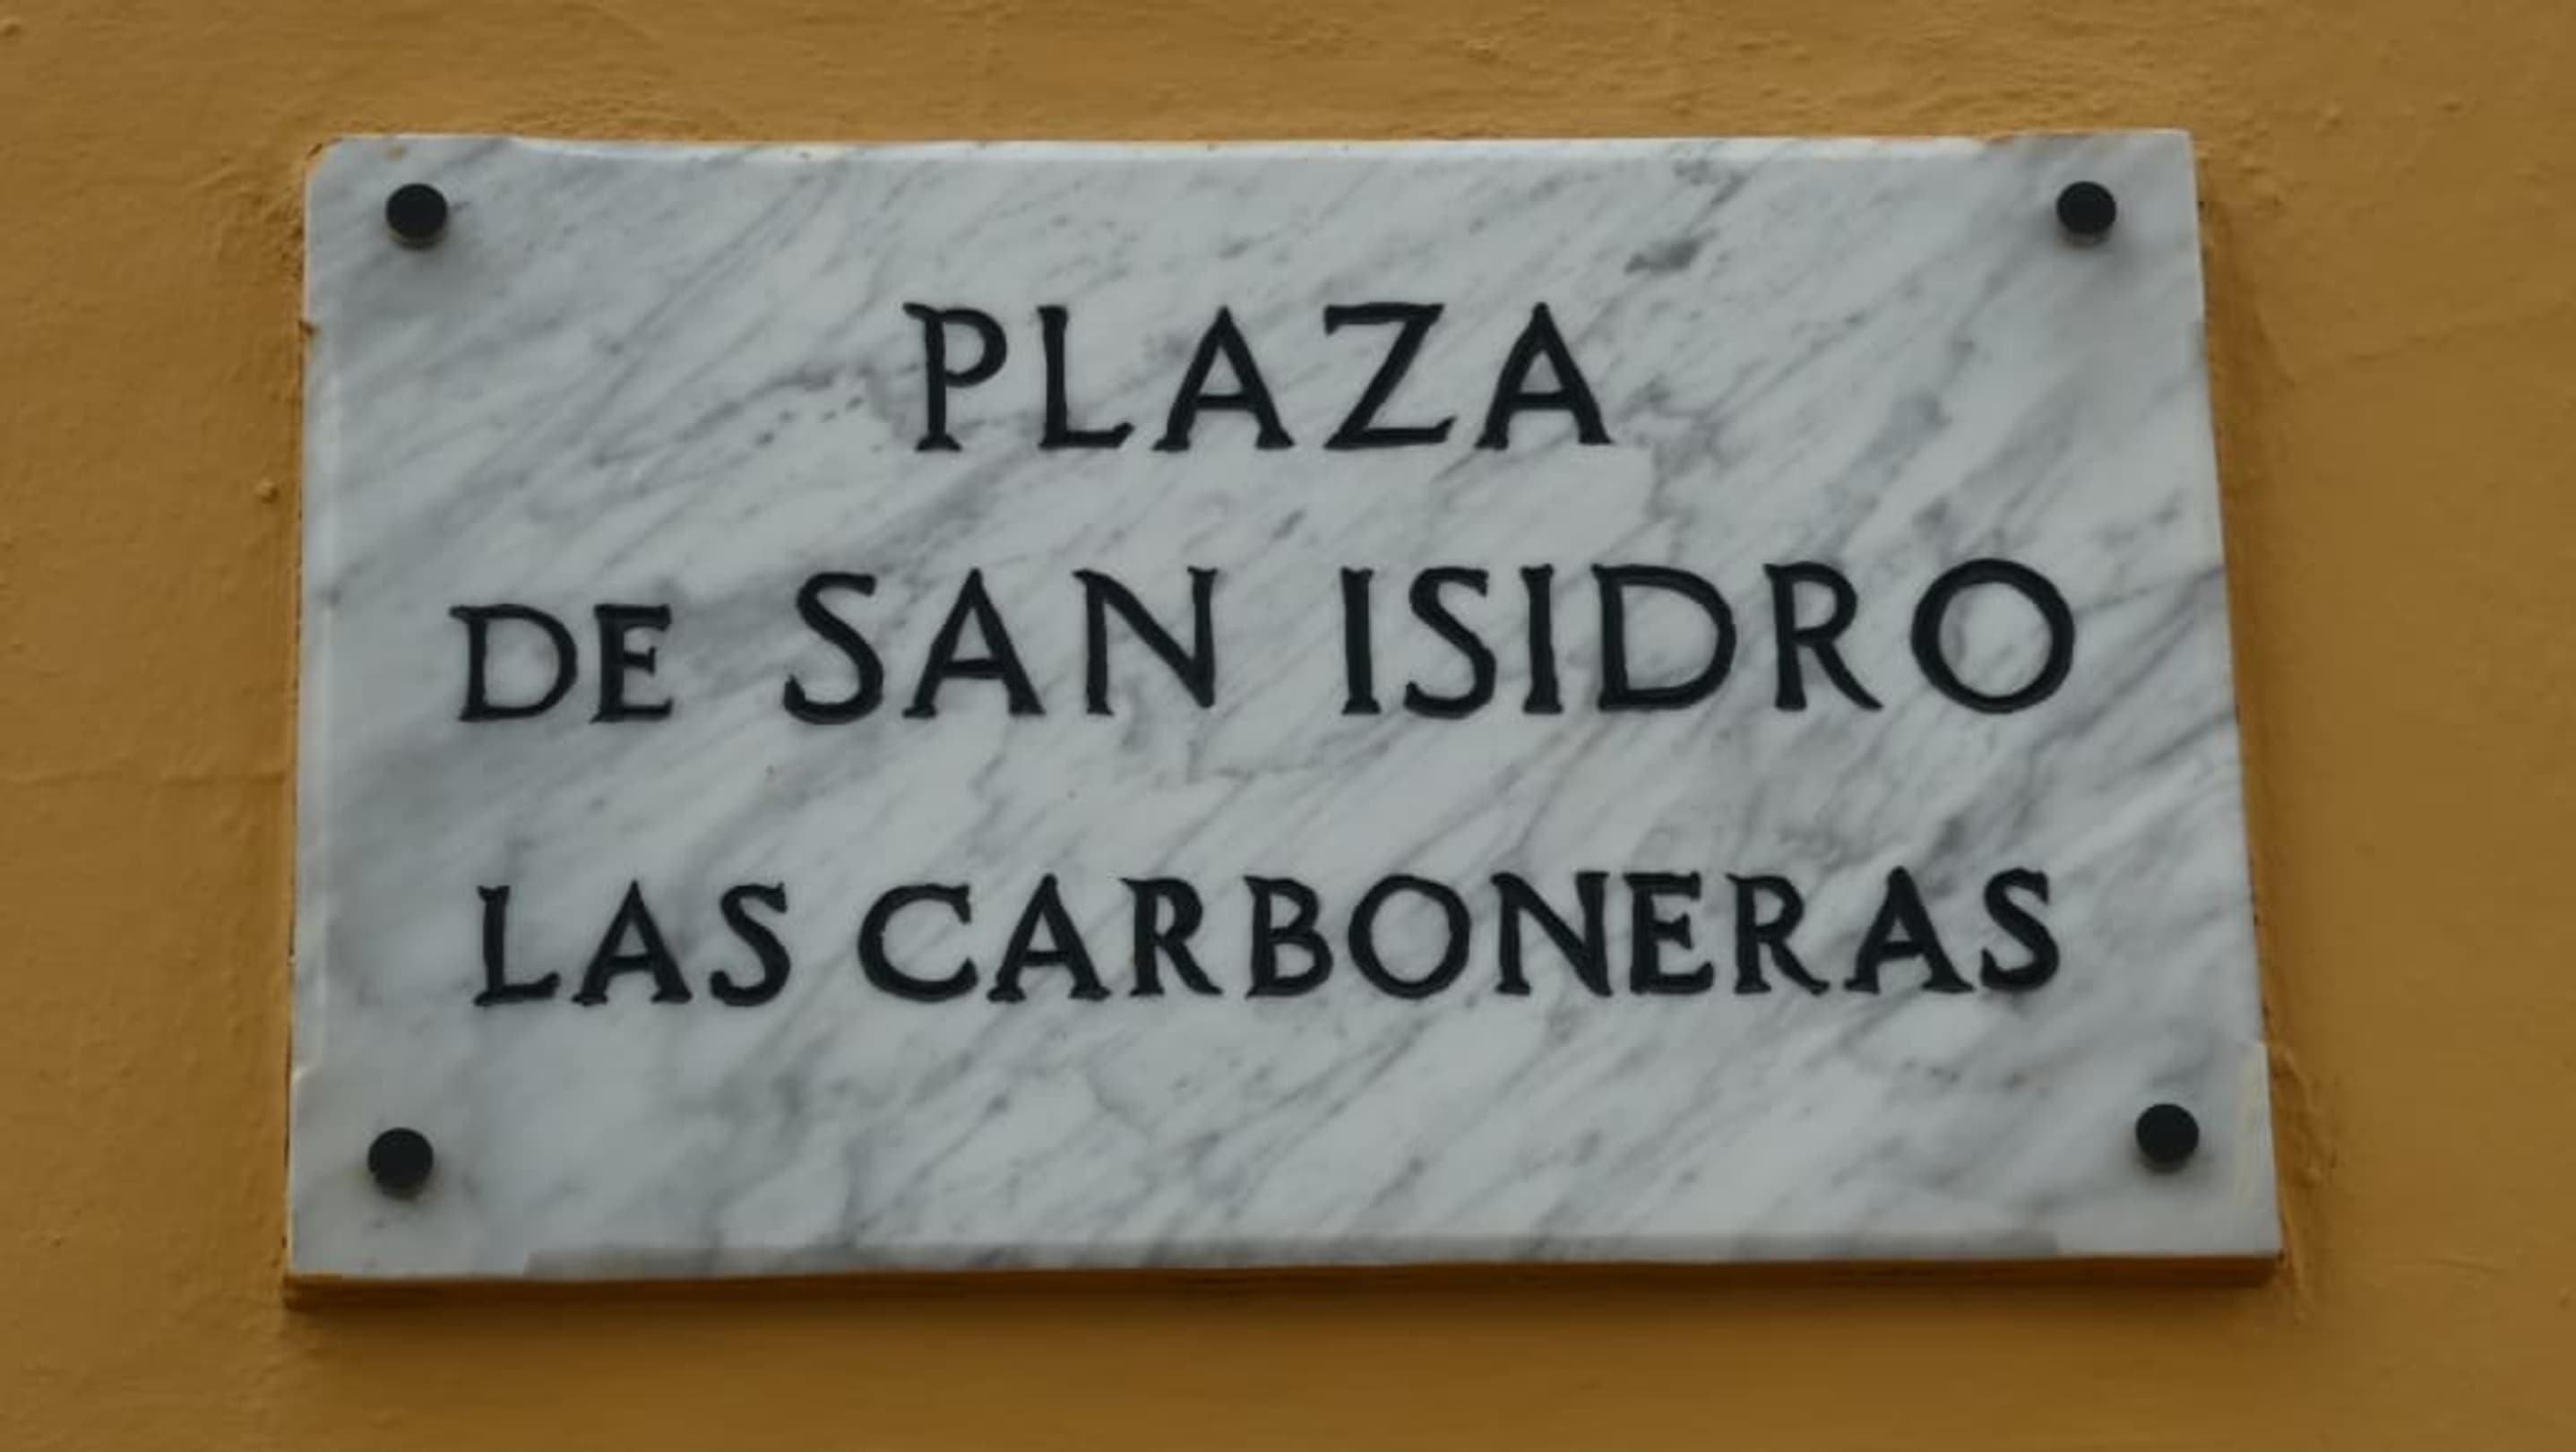 PLAZA
DE SAN ISIDRO
LAS CARBONERAS